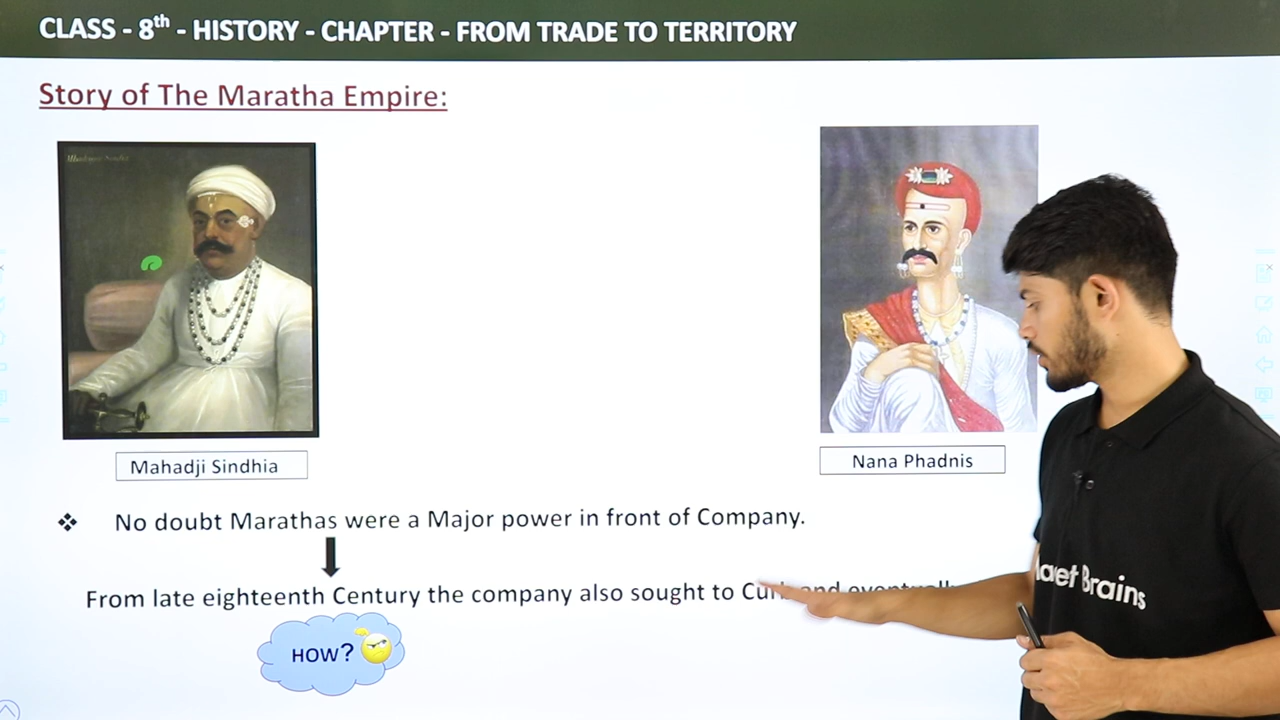 CLASS - 8th - HISTORY - CHAPTER - FROM TRADE TO TERRITORY
Story of The Maratha Empire:
Mahadji Sindhia
Nana Phadnis
❖ No doubt Marathas were a Major power in front of Company.
From late eighteenth Century the company also sought to and
HOW?
Brains